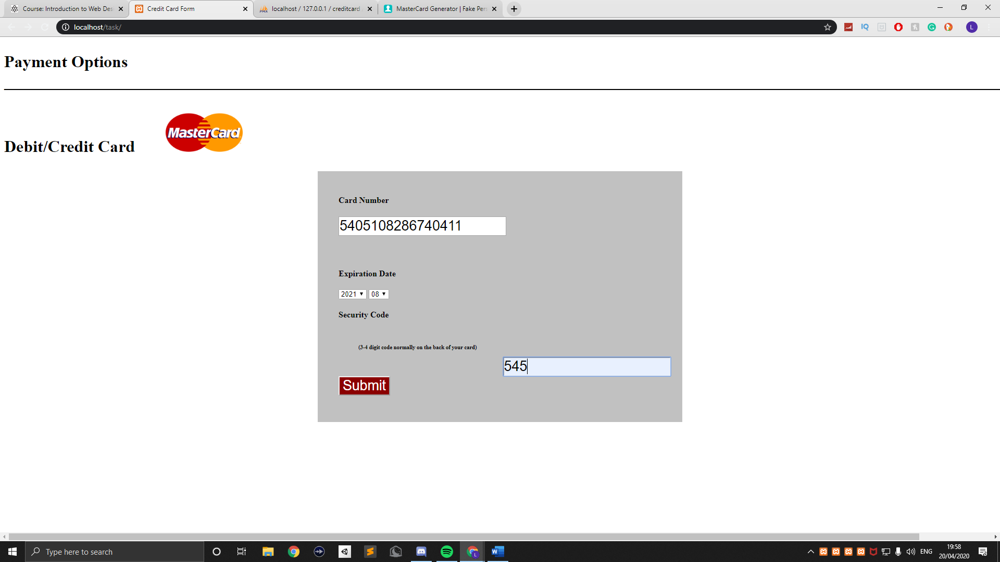 Course: Introduction to Web Des
Credit Card Form
localhost / 127.0.0.1 / creditcard
MasterCard Generator | Fake Pers
localhost/task/
IQ
L
Payment Options
MasterCard
Debit/Credit Card
Card Number
5405108286740411
Expiration Date
2021 08
Security Code
(3-4 digit code normally on the back of your card)
545
Submit
Type here to search
ENG
19:58
20/04/2020